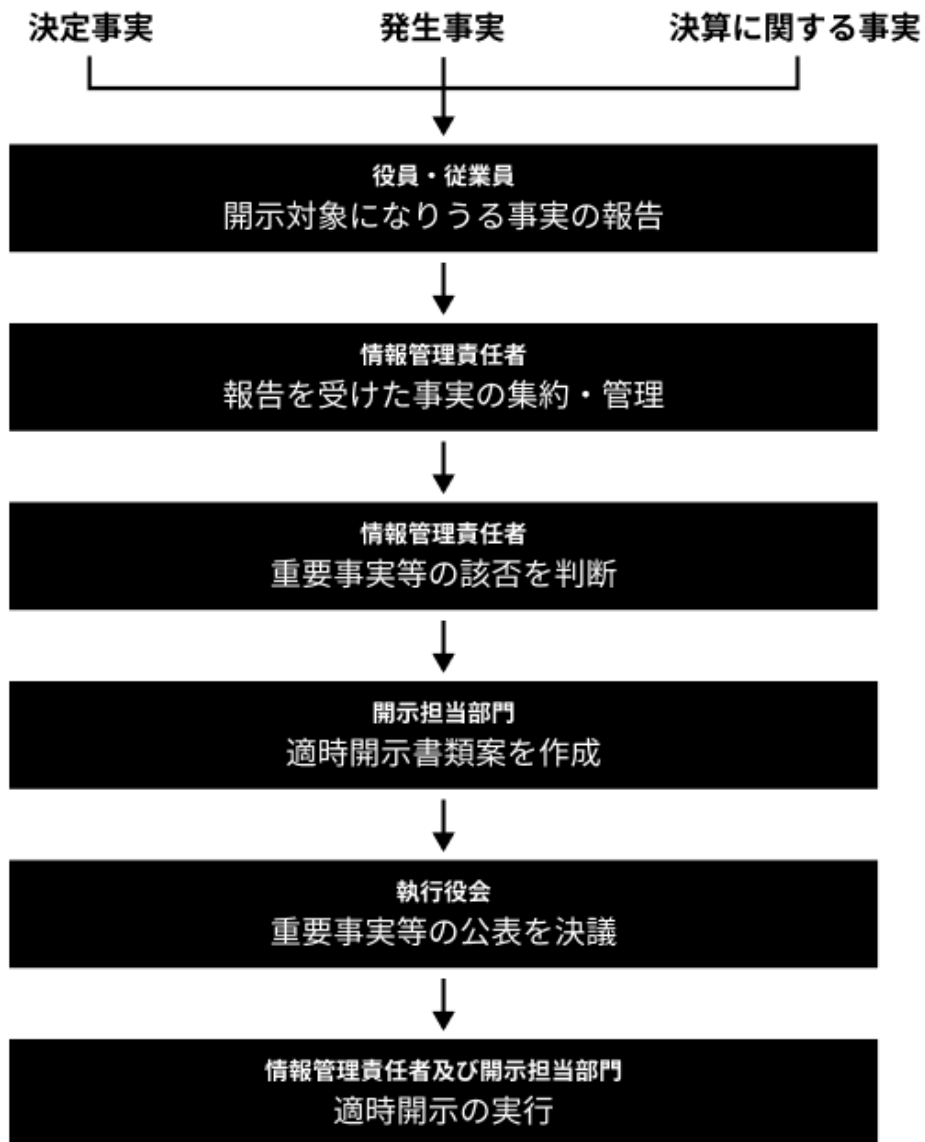 決定事実
発生事実
決算に関する事実
役員・従業員
開示対象になりうる事実の報告
情報管理責任者
報告を受けた事実の集約・管理
情報管理責任者
重要事実等の該否を判断
開示担当部門
適時開示書類案を作成
執行役会
重要事実等の公表を決議
情報管理責任者及び開示担当部門
適時開示の実行